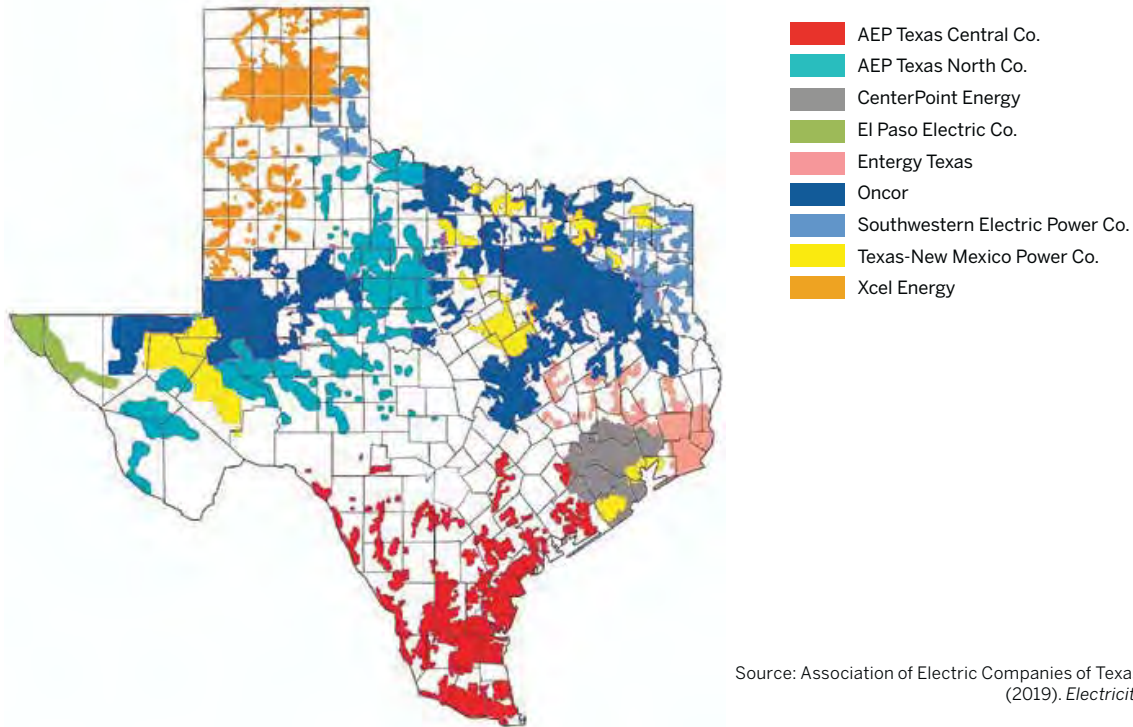 AEP Texas Central Co.
AEP Texas North Co.
CenterPoint Energy
El Paso Electric Co.
Entergy Texas
Oncor
Southwestern Electric Power Co.
Texas-New Mexico Power Co.
Xcel Energy
Source: Association of Electric Companies of Texa
(2019). Electricit